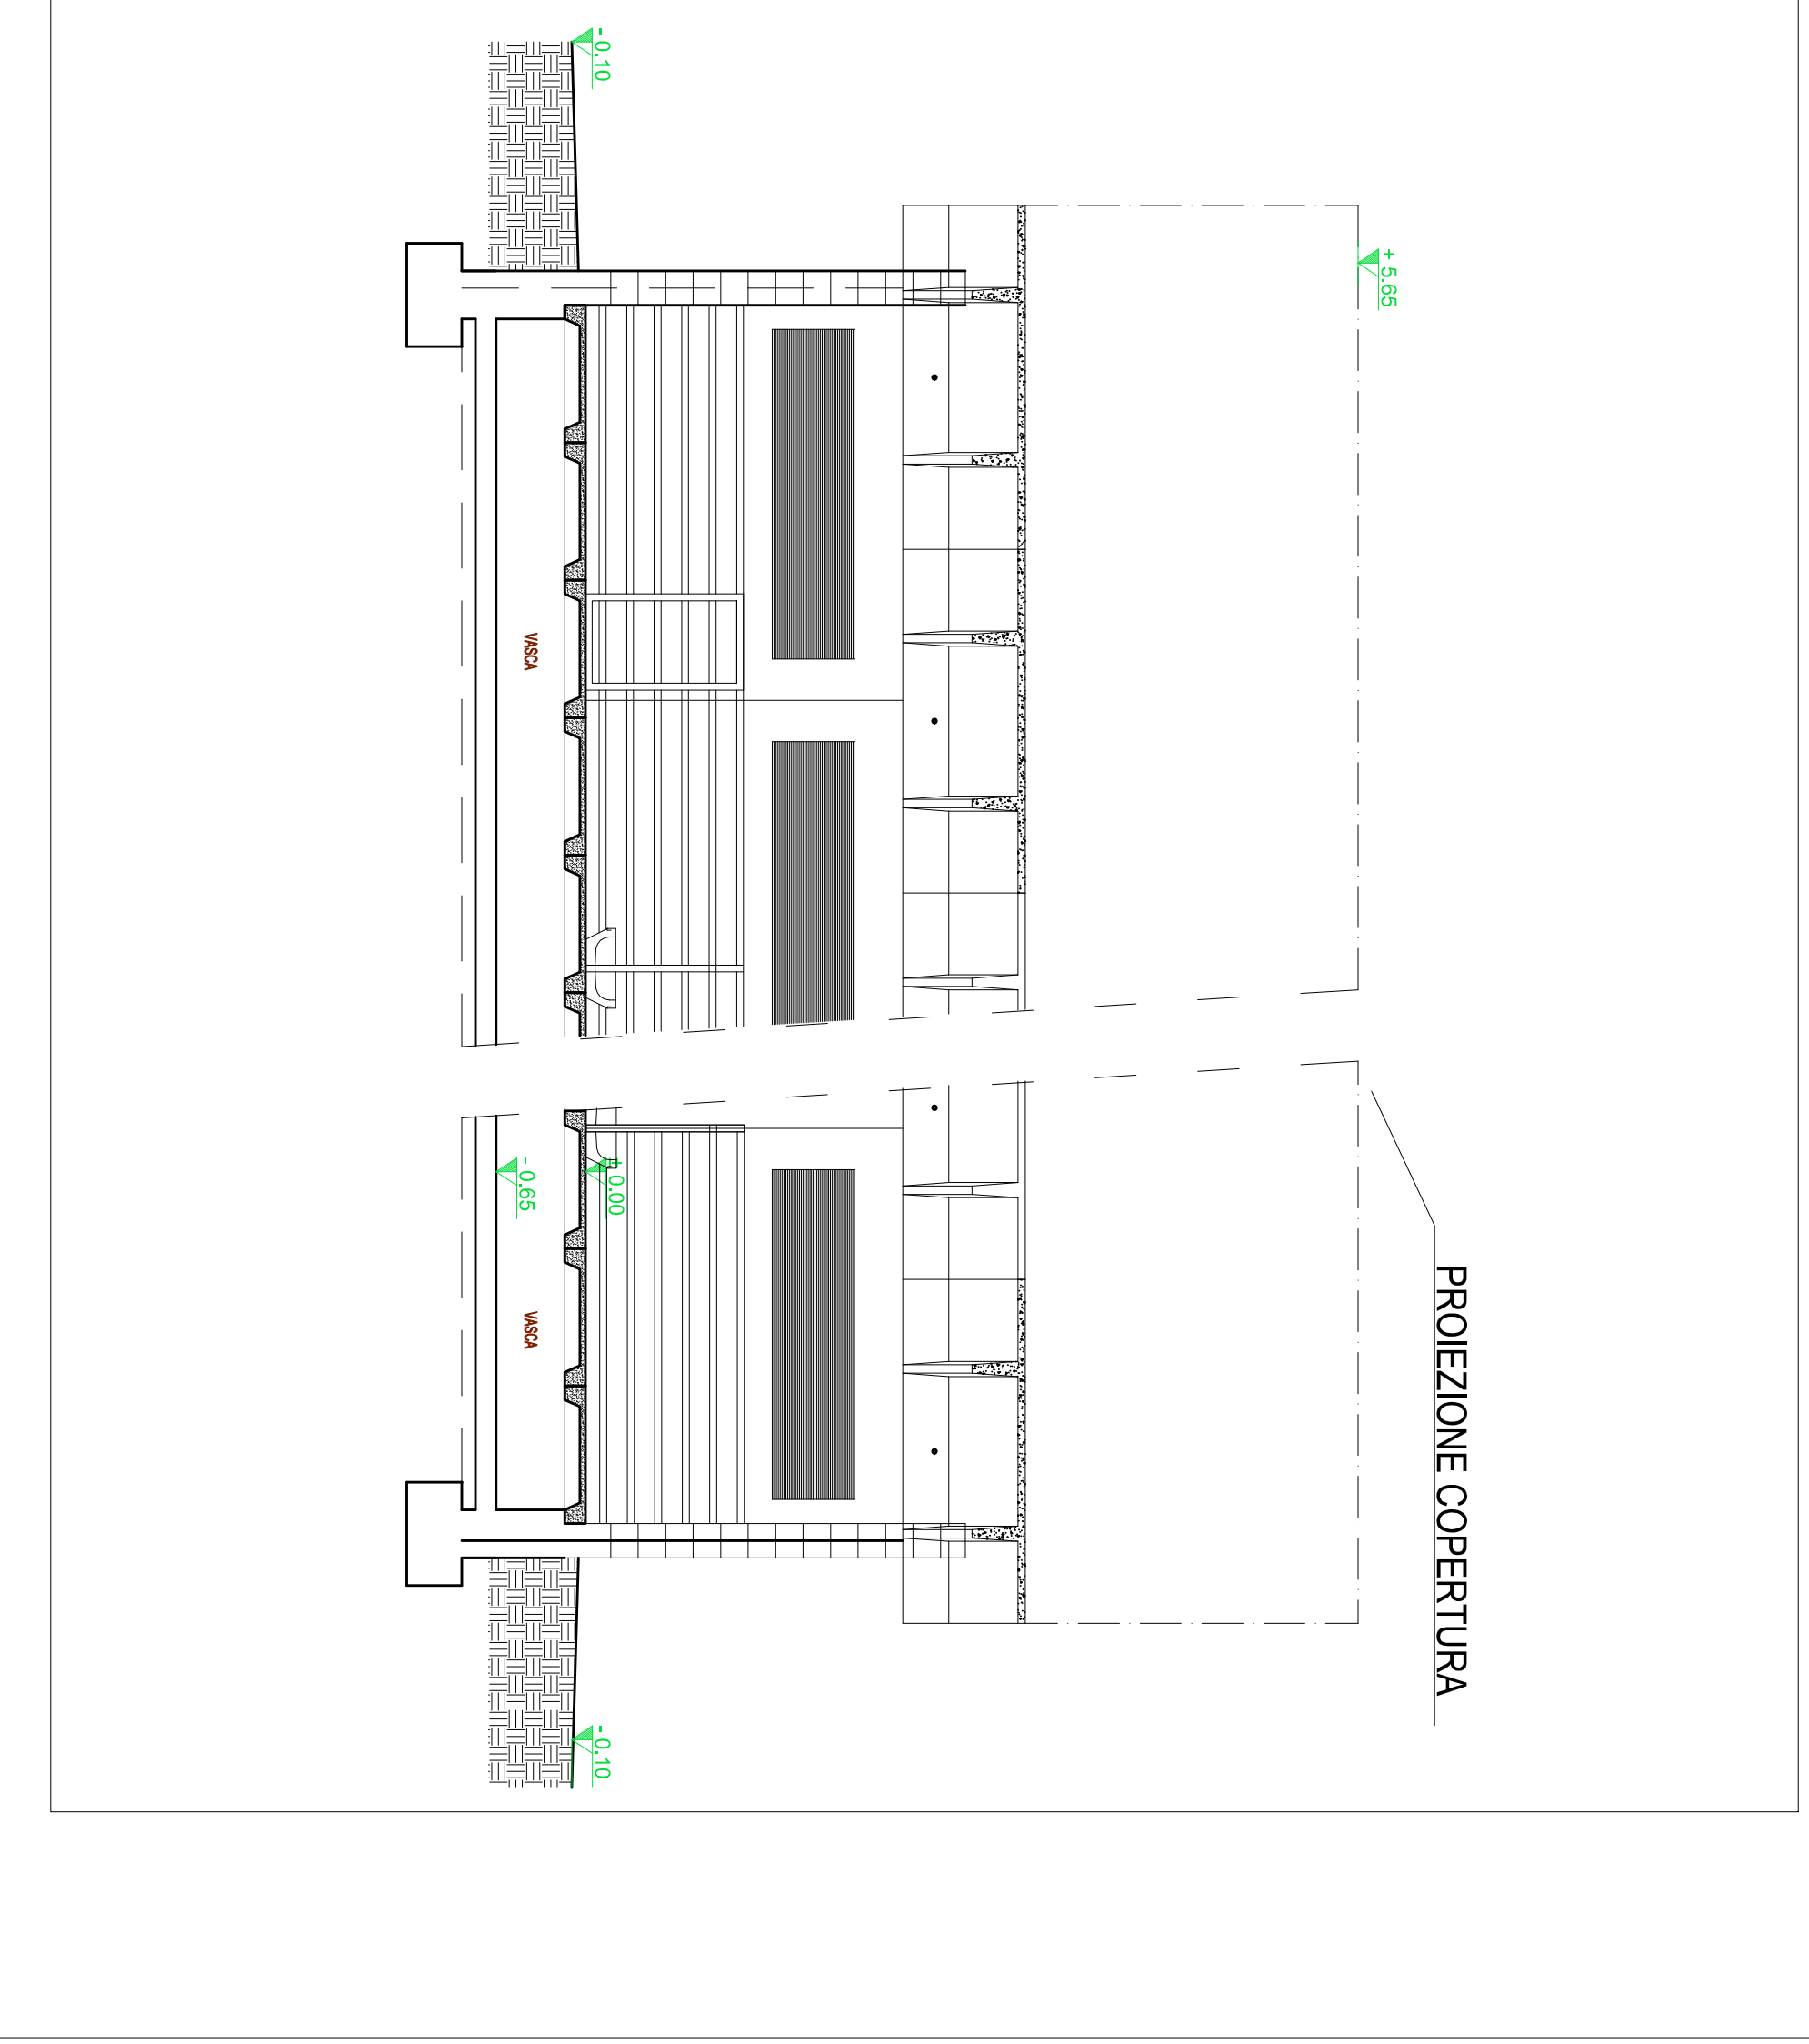 PROIEZIONE COPERTURA
+ 5.65
- 0.10
+ 0.00
- 0.10
- 0.65
VASCA
VASCA